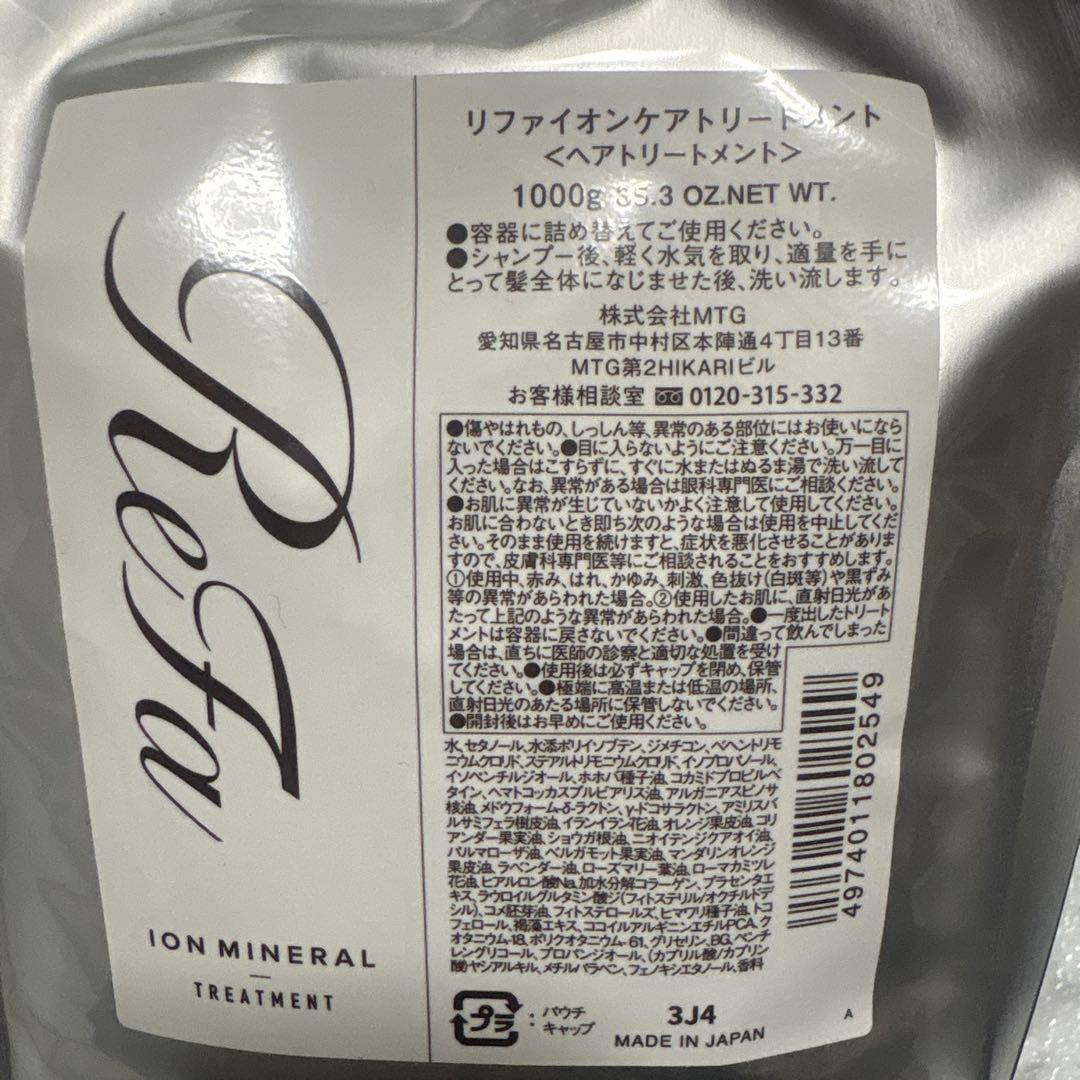 ReFa
ION MINERAL
TREATMENT
リファイオンケアトリートメント
<ヘアトリートメント>
1000g 35.3 OZ.NET WT.
●容器に詰め替えてご使用ください。
●シャンプー後、軽く水気を取り、適量を手に
とって髪全体になじませた後、洗い流します。
株式会社MTG
愛知県名古屋市中村区本陣通4丁目13番
MTG第2HIKARIビル
お客様相談室 0120-315-332
●傷やはれもの、しっしん等、異常のある部位にはお使いになら
ないでください。●目に入らないようにご注意ください。万一目に
入った場合はこすらずに、すぐに水またはぬるま湯で洗い流して
ください。なお、異常がある場合は眼科専門医にご相談ください。
●お肌に異常が生じていないかよく注意して使用してください。
お肌に合わないとき即ち次のような場合は使用を中止してくだ
さい。そのまま使用を続けますと、症状を悪化させることがありま
すので、皮膚科専門医等にご相談されることをおすすめします。
①使用中、赤み、はれ、かゆみ、刺激、色抜け(白斑等)や黒ずみ
等の異常があらわれた場合。②使用したお肌に、直射日光があ
たって上記のような異常があらわれた場合。●一度出したトリート
メントは容器に戻さないでください。●間違って飲んでしまった
場合は、直ちに医師の診察と適切な処置を受け
てください。●使用後は必ずキャップを閉め、保管
してください。●極端に高温または低温の場所、
直射日光のあたる場所に保管しないでください。
●開封後はお早めにご使用ください。
水、セタノール、水添ポリイソブテン、ジメチコン、ベヘントリモ
ニウムクロリド、ステアルトリモニウムクロリド、イソプロパノール、
イソペンチルジオール、ホホバ種子油、コカミドプロピルベ
タイン、ヘマトコッカスプルビアリス油、アルガニアスピノサ
核油、メドウフォーム-δ-ラクトン、γ-ドコサラクトン、アミリスバ
ルサミフェラ樹皮油、イランイラン花油、オレンジ果皮油、コリ
アンダー果実油、ショウガ根油、ニオイテンジクアオイ油、
パルマローザ油、ベルガモット果実油、マンダリンオレンジ
果皮油、ラベンダー油、ローズマリー葉油、ローマカミツレ
花油、ヒアルロン酸Na、加水分解コラーゲン、プラセンタエ
キス、ラウロイルグルタミン酸ジ(フィトステリル/オクチルドデ
シル)、コメ胚芽油、フィトステロールズ、ヒマワリ種子油、トコ
フェロール、褐藻エキス、ココイルアルギニンエチルPCA、ク
オタニウム-18、ポリクオタニウム-61、グリセリン、BG、ペンチ
レングリコール、プロパンジオール、(カプリル酸/カプリン
酸)ヤシアルキル、メチルパラベン、フェノキシエタノール、香料
4974011802549
プラ
:パウチ
キャップ
3J4
MADE IN JAPAN
A